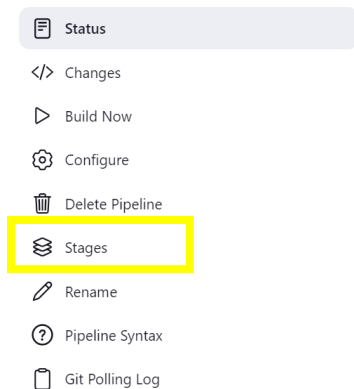 Status
Changes
Build Now
Configure
Delete Pipeline
Stages
Rename
Pipeline Syntax
Git Polling Log